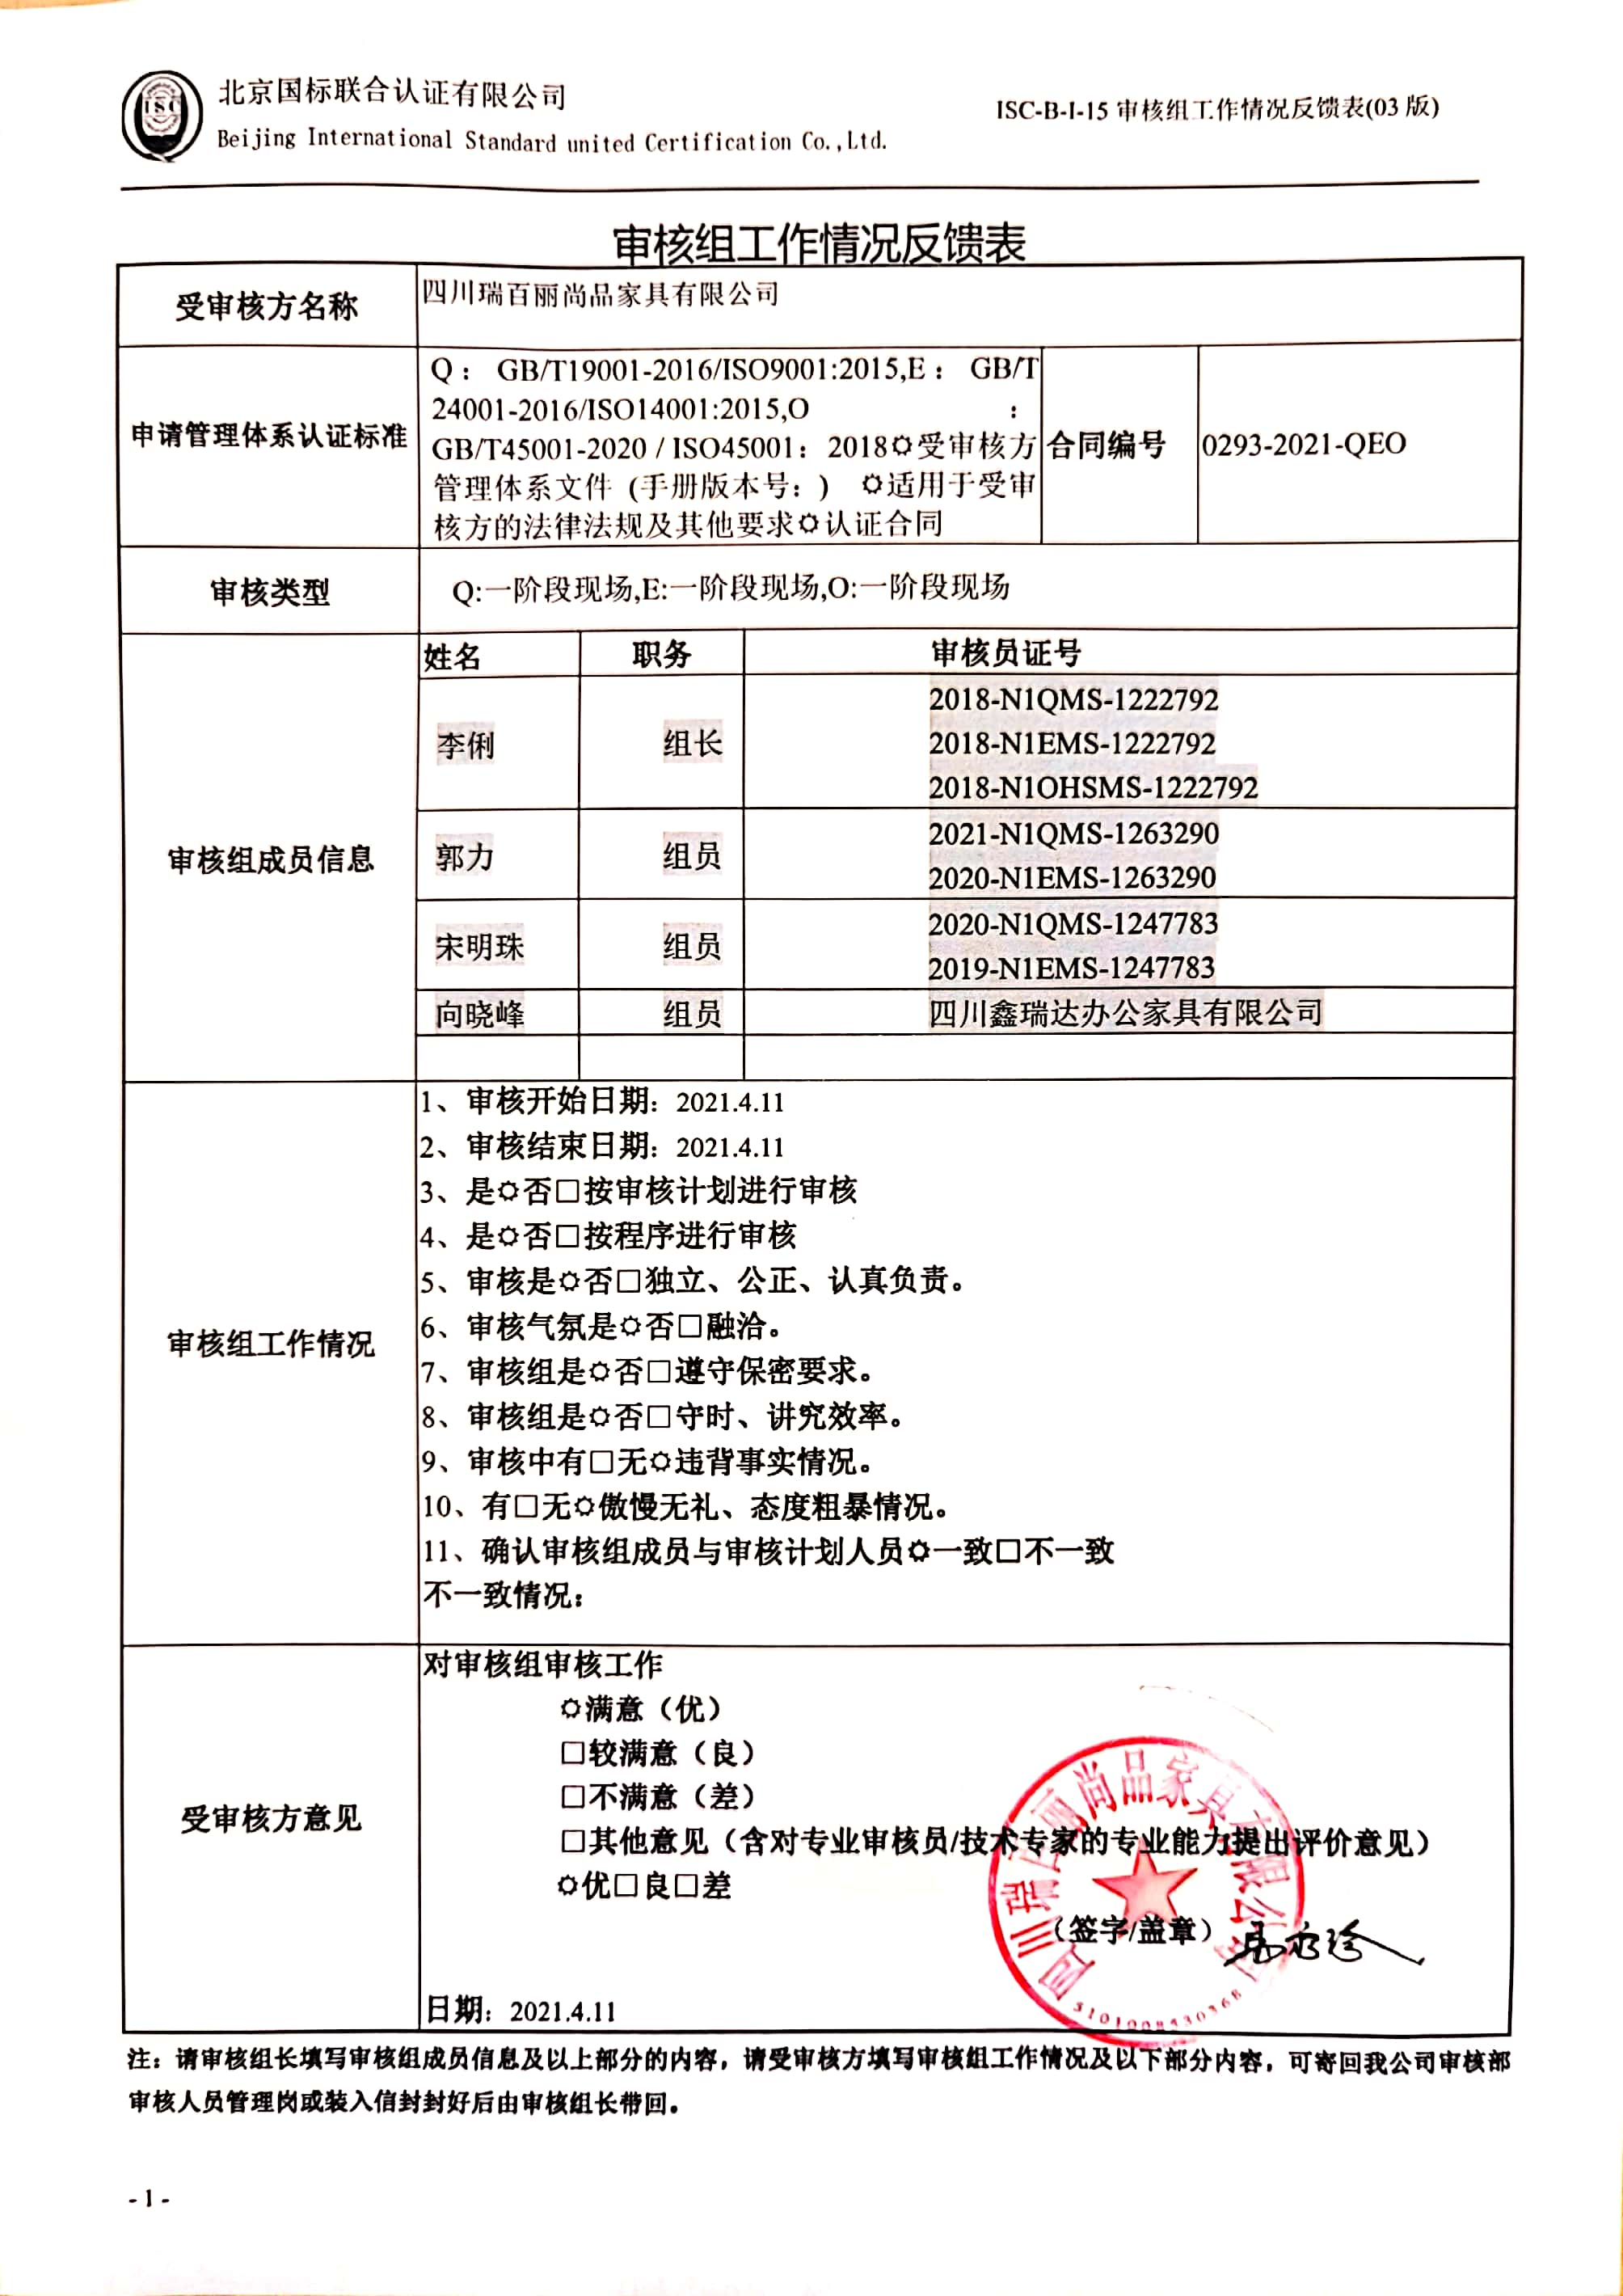 ISC
北京国标联合认证有限公司
Beijing International Standard united Certification Co.,Ltd.
ISC-B-I-15 审核组工作情况反馈表(03 版)
审核组工作情况反馈表
受审核方名称
四川瑞百丽尚品家具有限公司
申请管理体系认证标准
Q： GB/T19001-2016/ISO9001:2015,E： GB/T
24001-2016/ISO14001:2015,O ：
GB/T45001-2020 / ISO45001：2018✡受审核方
管理体系文件（手册版本号：） ✡适用于受审
核方的法律法规及其他要求✡认证合同
合同编号
0293-2021-QEO
审核类型
Q:一阶段现场,E:一阶段现场,O:一阶段现场
审核组成员信息
姓名 职务 审核员证号
李俐 组长 2018-N1QMS-1222792
2018-N1EMS-1222792
2018-N1OHSMS-1222792
郭力 组员 2021-N1QMS-1263290
2020-N1EMS-1263290
宋明珠 组员 2020-N1QMS-1247783
2019-N1EMS-1247783
向晓峰 组员 四川鑫瑞达办公家具有限公司
审核组工作情况
1、审核开始日期：2021.4.11
2、审核结束日期：2021.4.11
3、是✡否□按审核计划进行审核
4、是✡否□按程序进行审核
5、审核是✡否□独立、公正、认真负责。
6、审核气氛是✡否□融洽。
7、审核组是✡否□遵守保密要求。
8、审核组是✡否□守时、讲究效率。
9、审核中有□无✡违背事实情况。
10、有□无✡傲慢无礼、态度粗暴情况。
11、确认审核组成员与审核计划人员✡一致□不一致
不一致情况：
受审核方意见
对审核组审核工作
✡满意（优）
□较满意（良）
□不满意（差）
□其他意见（含对专业审核员/技术专家的专业能力提出评价意见）
✡优□良□差
（签字/盖章）
四川瑞百丽尚品家具有限公司
日期：2021.4.11
注：请审核组长填写审核组成员信息及以上部分的内容，请受审核方填写审核组工作情况及以下部分内容，可寄回我公司审核部
审核人员管理岗或装入信封封好后由审核组长带回。
- 1 -